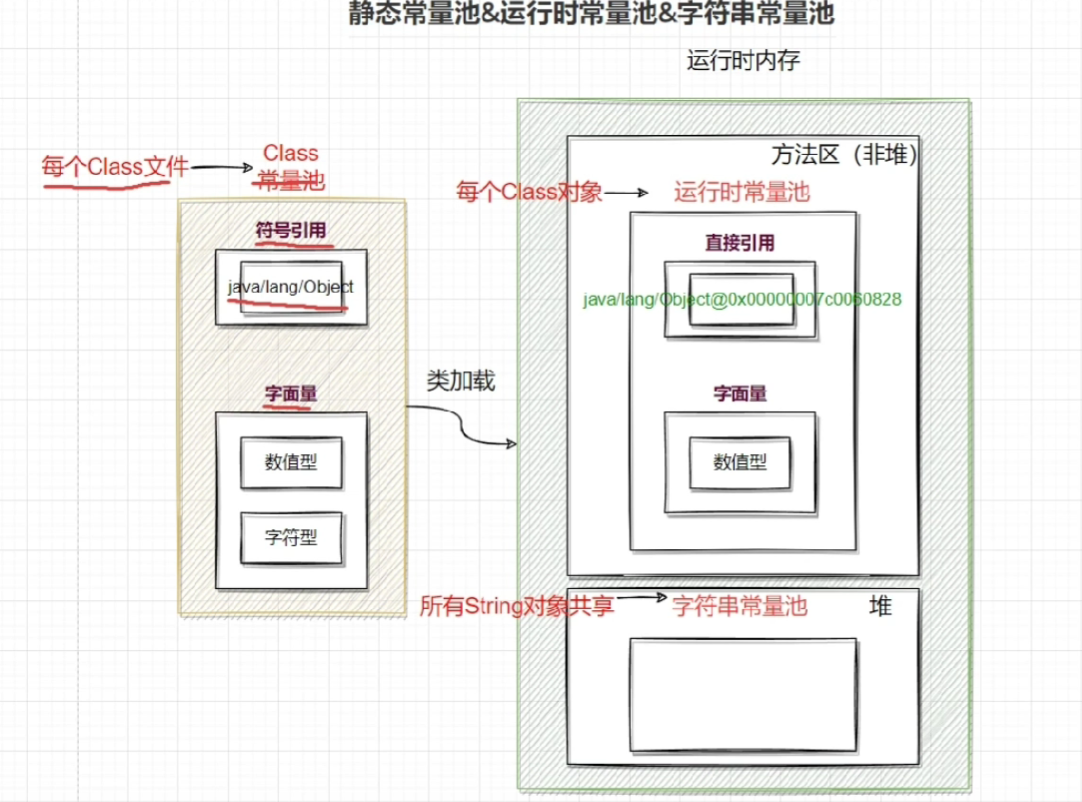 静态常量池&运行时常量池&字符串常量池
运行时内存
每个Class文件
Class
常量池
符号引用
java/lang/Object
字面量
数值型
字符型
类加载
方法区（非堆）
每个Class对象
运行时常量池
直接引用
java/lang/Object@0x00000007c0060828
字面量
数值型
所有String对象共享
字符串常量池
堆